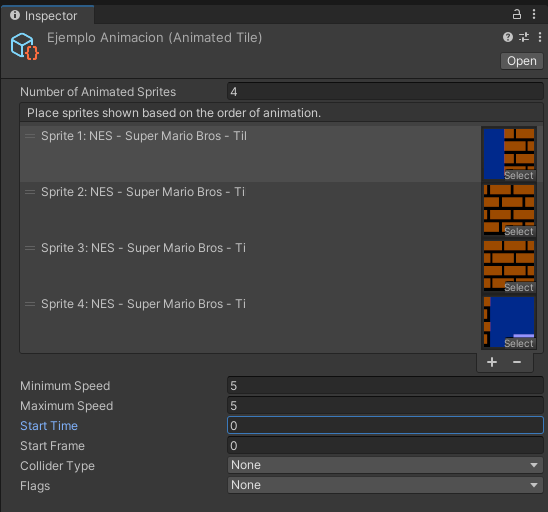 Inspector
Ejemplo Animacion (Animated Tile)
Open
Number of Animated Sprites 4
Place sprites shown based on the order of animation.
Sprite 1: NES - Super Mario Bros - Til
Select
Sprite 2: NES - Super Mario Bros - Ti
Select
Sprite 3: NES - Super Mario Bros - Ti
Select
Sprite 4: NES - Super Mario Bros - Ti
Select
Minimum Speed 5
Maximum Speed 5
Start Time 0
Start Frame 0
Collider Type None
Flags None